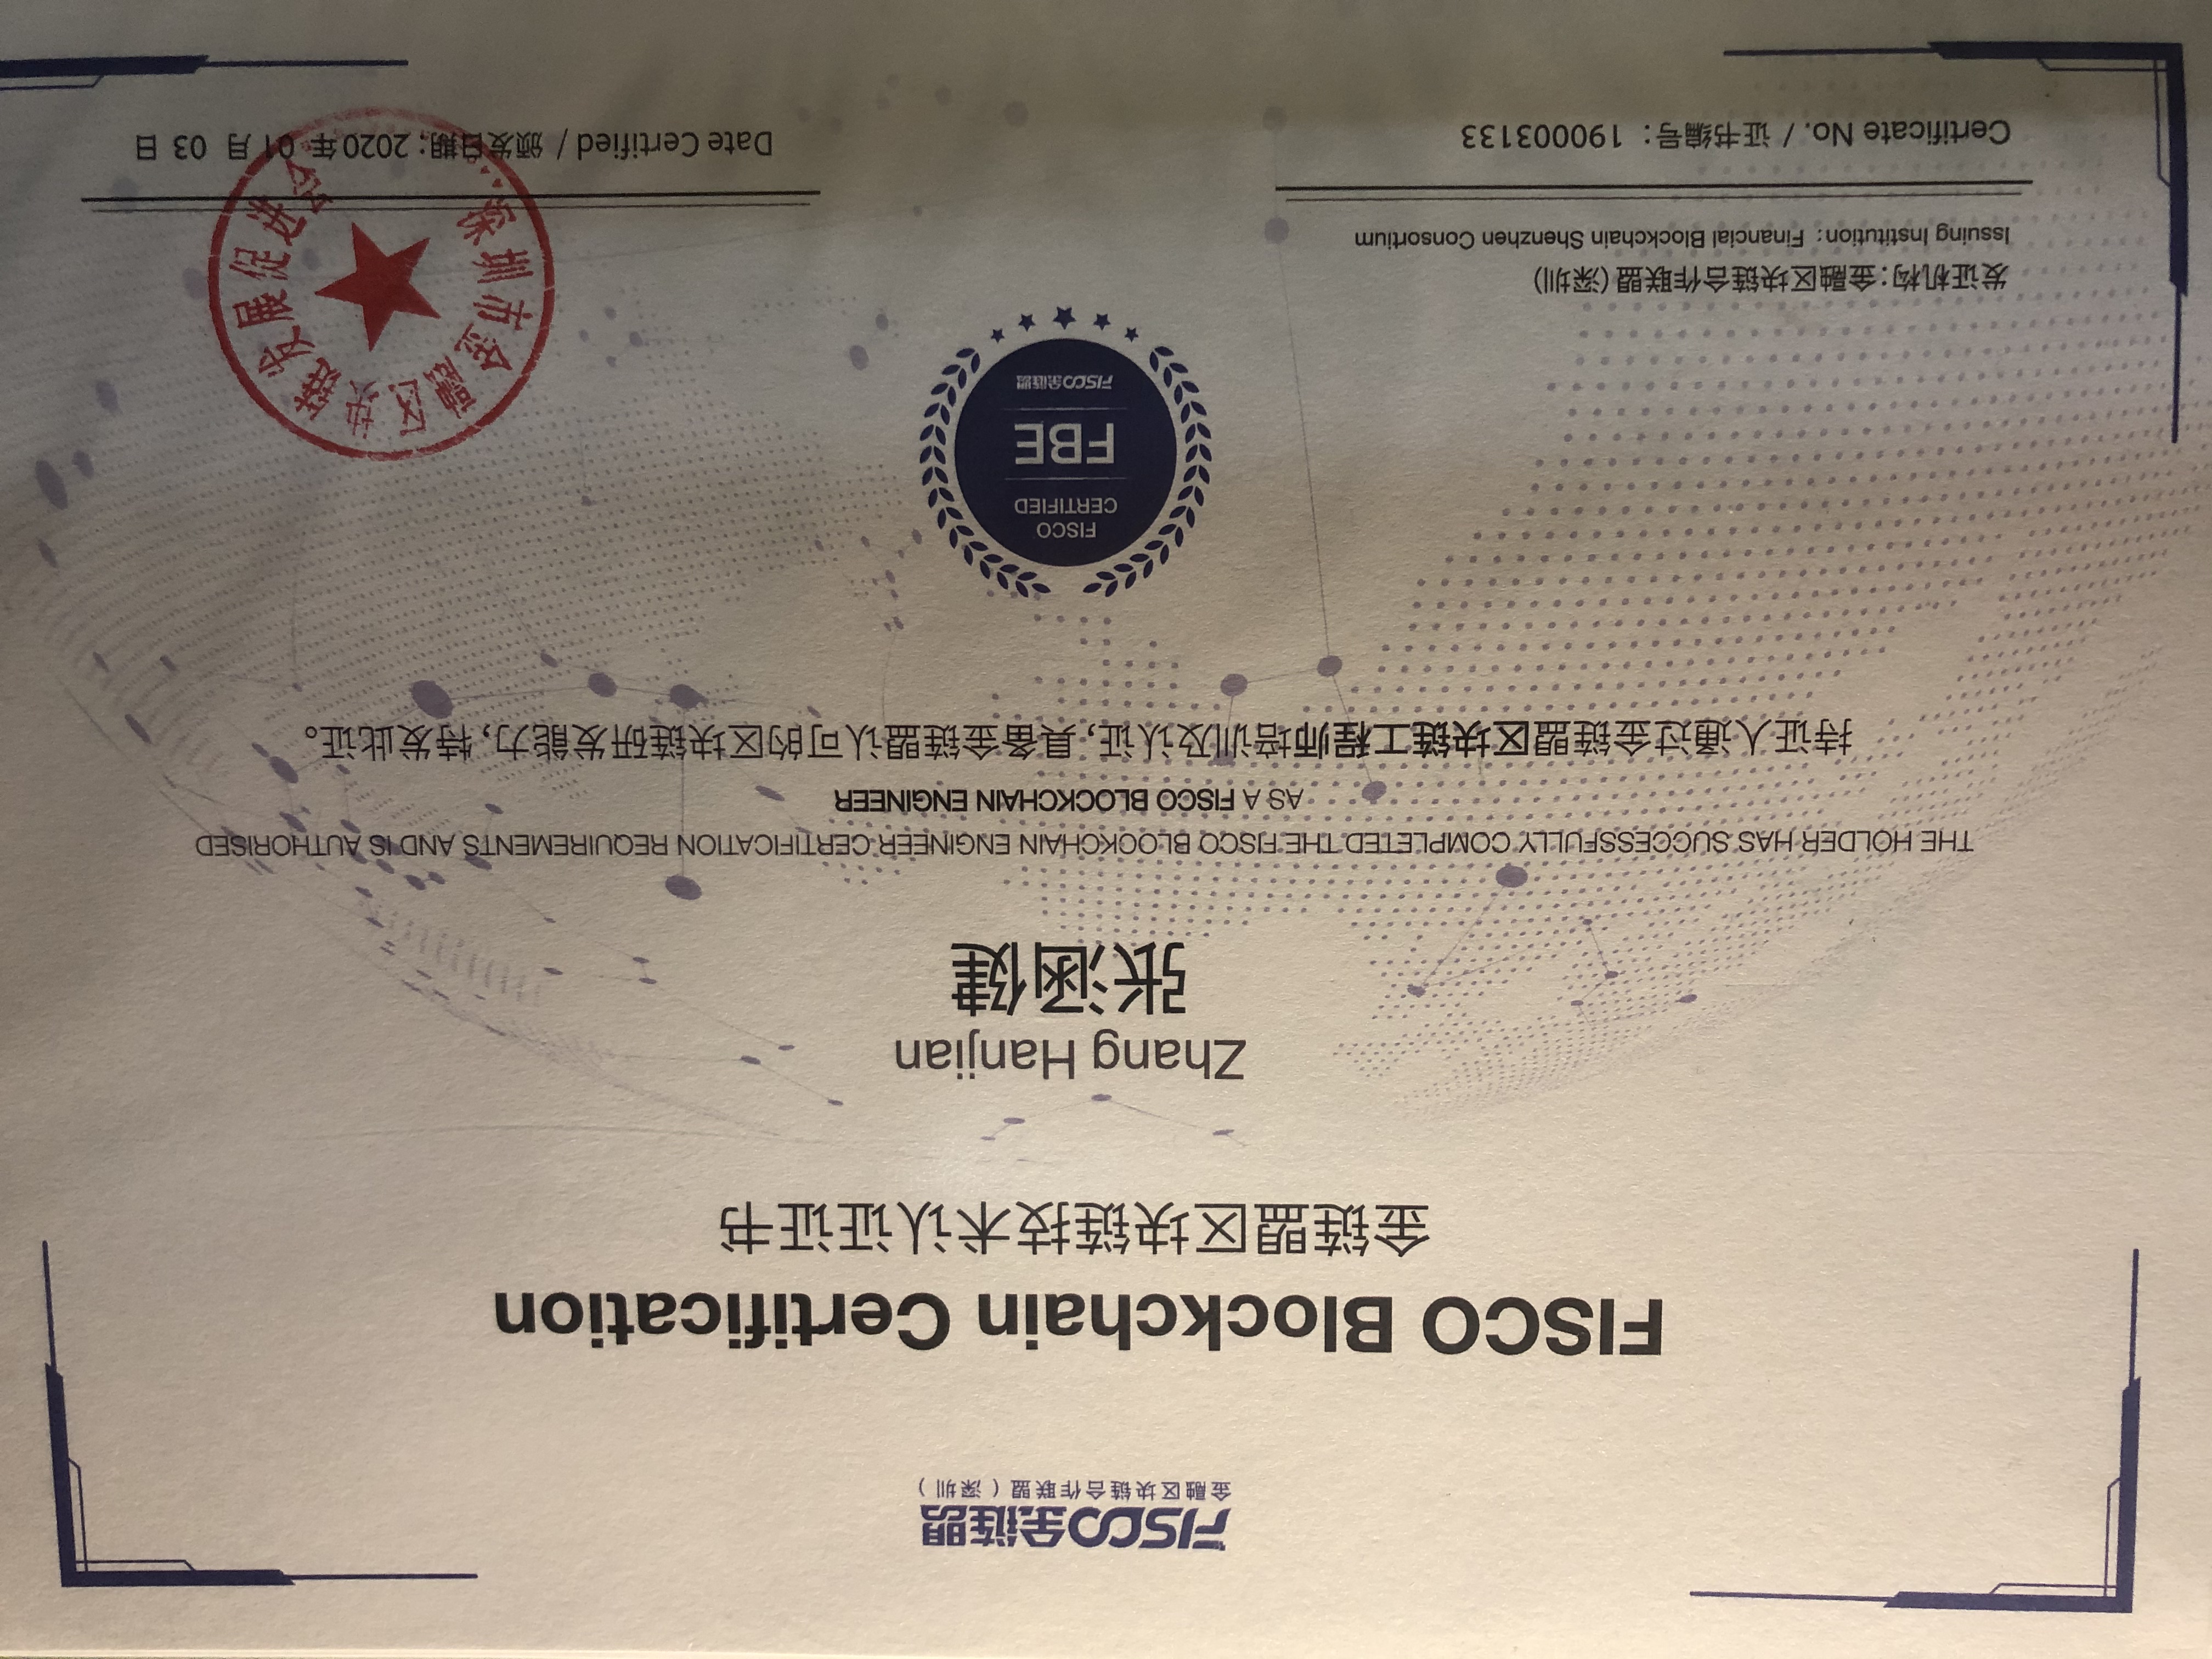 FISCO金链盟
金融区块链合作联盟（深圳）
FISCO Blockchain Certification
金链盟区块链技术认证证书
Zhang Hanjian
张涵健
THE HOLDER HAS SUCCESSFULLY COMPLETED THE FISCO BLOCKCHAIN ENGINEER CERTIFICATION REQUIREMENTS AND IS AUTHORISED
AS A FISCO BLOCKCHAIN ENGINEER
持证人通过金链盟区块链工程师培训及认证，具备金链盟认可的区块链研发能力，特发此证。
FISCO
CERTIFIED
FBE
FISCO金链盟
深圳市金融区块链发展促进会
发证机构：金融区块链合作联盟（深圳）
Issuing Institution：Financial Blockchain Shenzhen Consortium
Certificate No. / 证书编号：190003133
Date Certified / 颁发日期：2020年 01月 03 日